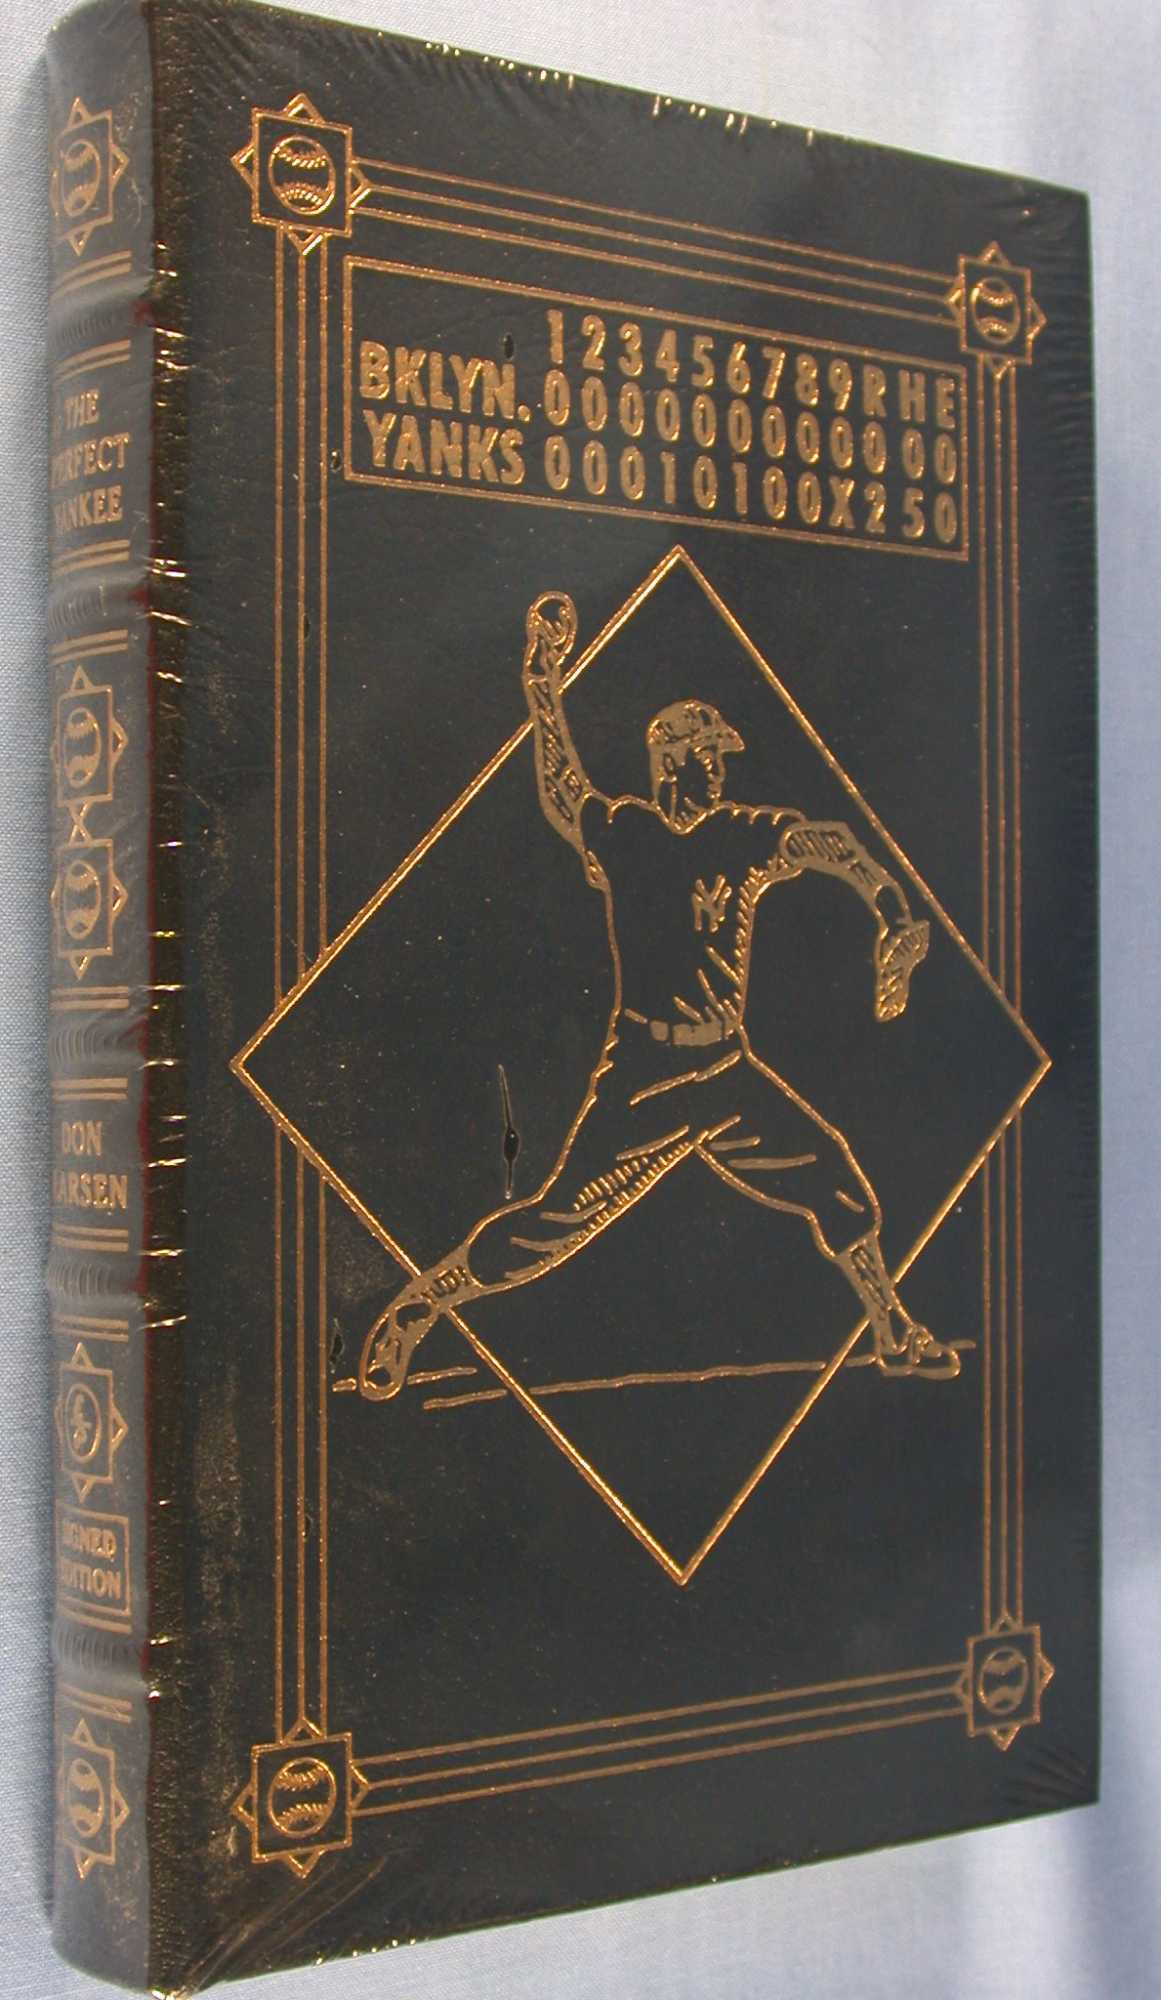 THE
PERFECT
YANKEE
DON
LARSEN
SIGNED
EDITION
1 2 3 4 5 6 7 8 9 R H E
BKLYN. 0 0 0 0 0 0 0 0 0 0 0 0
YANKS 0 0 0 1 0 1 0 0 X 2 5 0
NY